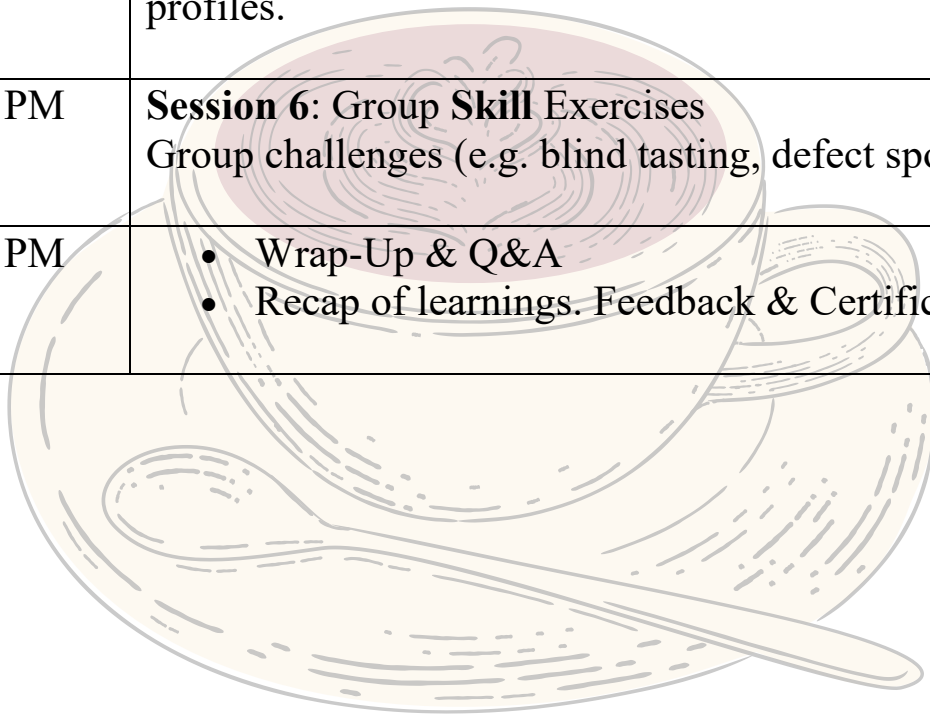 profiles.
PM Session 6: Group Skill Exercises
Group challenges (e.g. blind tasting, defect
PM • Wrap-Up & Q&A
• Recap of learnings. Feedback &